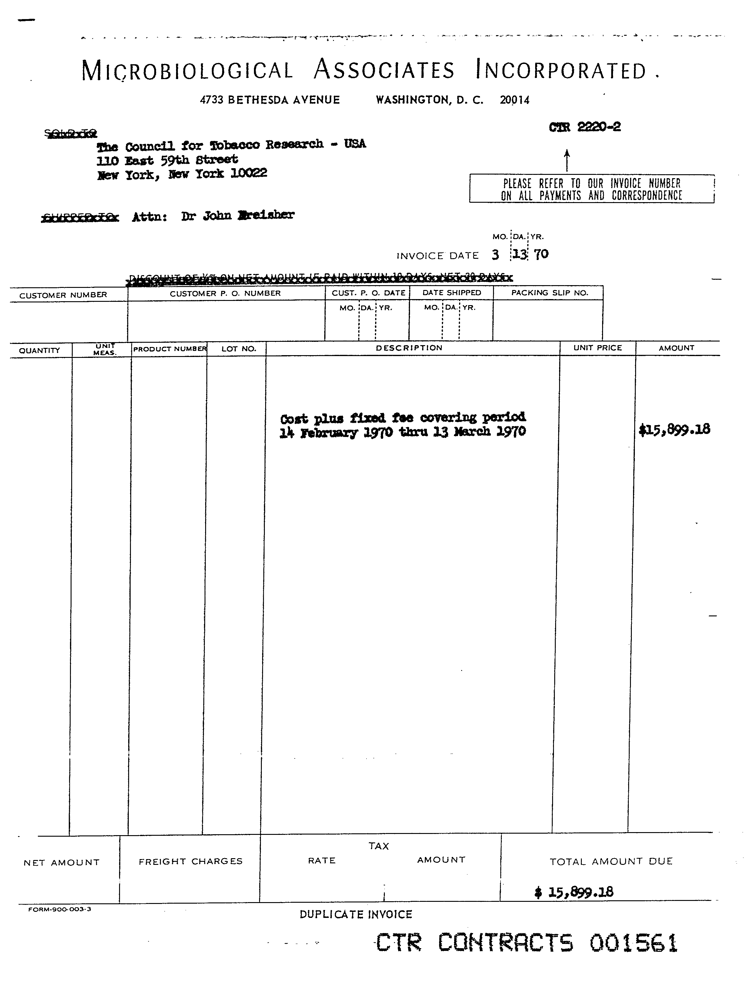 MICROBIOLOGICAL ASSOCIATES INCORPORATED.
4733 BETHESDA AVENUE WASHINGTON, D. C. 20014
SOLD TO
CTR 2220-2
The Council for Tobacco Research - USA
110 East 59th Street
New York, New York 10022
PLEASE REFER TO OUR INVOICE NUMBER
ON ALL PAYMENTS AND CORRESPONDENCE
SHIPPED TO Attn: Dr John Kreisher
MO. DA. YR.
INVOICE DATE 3 13 70
CUSTOMER NUMBER CUSTOMER P. O. NUMBER CUST. P. O. DATE DATE SHIPPED PACKING SLIP NO.
MO. DA. YR. MO. DA. YR.
QUANTITY UNIT MEAS. PRODUCT NUMBER LOT NO. DESCRIPTION UNIT PRICE AMOUNT
Cost plus fixed fee covering period
14 February 1970 thru 13 March 1970 $15,899.18
TAX
NET AMOUNT FREIGHT CHARGES RATE AMOUNT TOTAL AMOUNT DUE
$ 15,899.18
FORM-900-003-3
DUPLICATE INVOICE
CTR CONTRACTS 001561